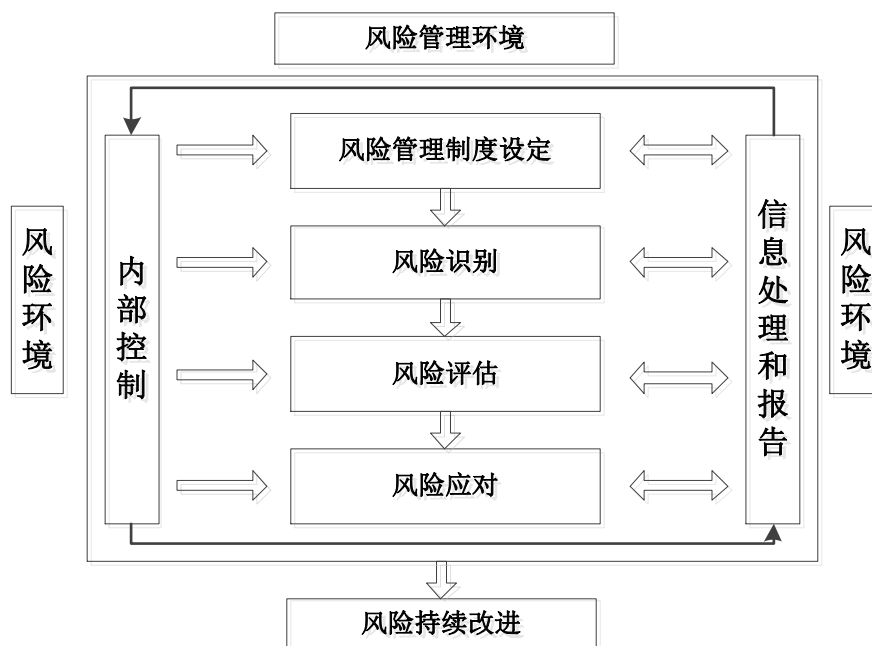 风险管理环境
风险管理制度设定
风险环境
内部控制
风险识别
信息处理和报告
风险环境
风险评估
风险应对
风险持续改进